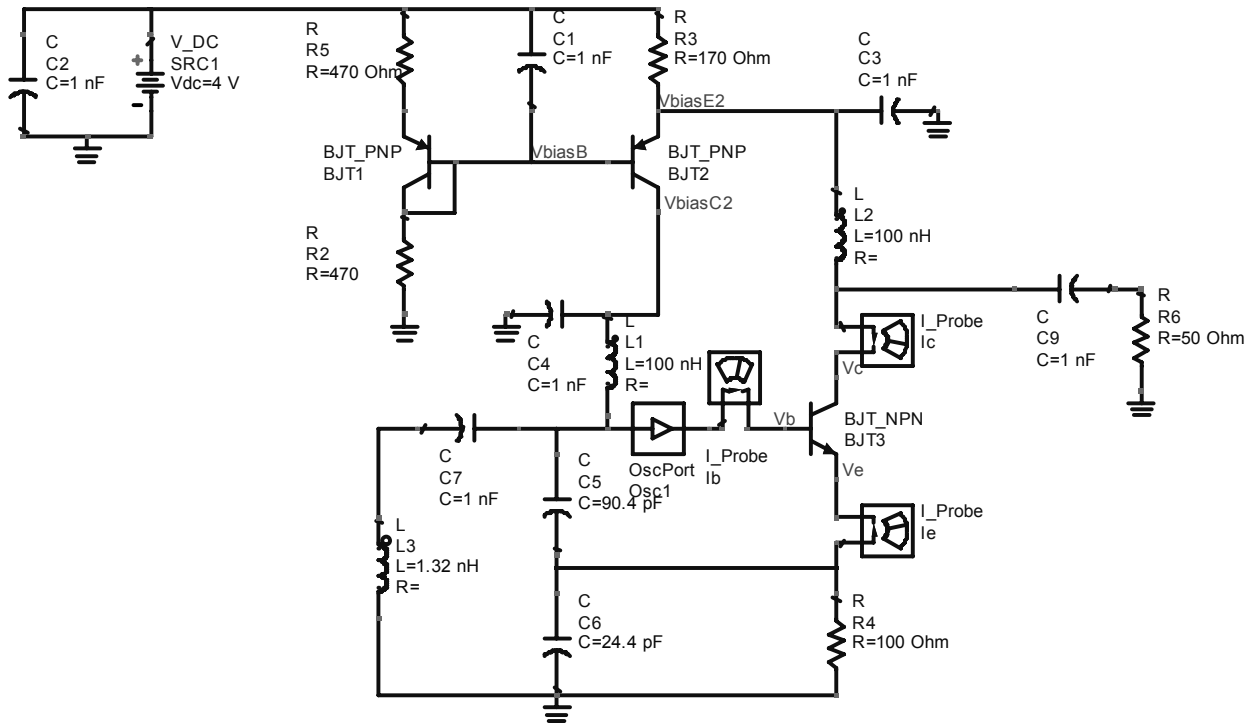 C
C2
C=1 nF
V_DC
SRC1
Vdc=4 V
+
-
R
R5
R=470 Ohm
C
C1
C=1 nF
R
R3
R=170 Ohm
C
C3
C=1 nF
VbiasE2
BJT_PNP
BJT1
VbiasB
BJT_PNP
BJT2
VbiasC2
R
R2
R=470
L
L2
L=100 nH
R=
C
C4
C=1 nF
L
L1
L=100 nH
R=
I_Probe
Ic
C
C9
C=1 nF
R
R6
R=50 Ohm
Vc
Vb
BJT_NPN
BJT3
C
C7
C=1 nF
C
C5
C=90.4 pF
OscPort
Osc1
I_Probe
Ib
Ve
I_Probe
Ie
L
L3
L=1.32 nH
R=
C
C6
C=24.4 pF
R
R4
R=100 Ohm